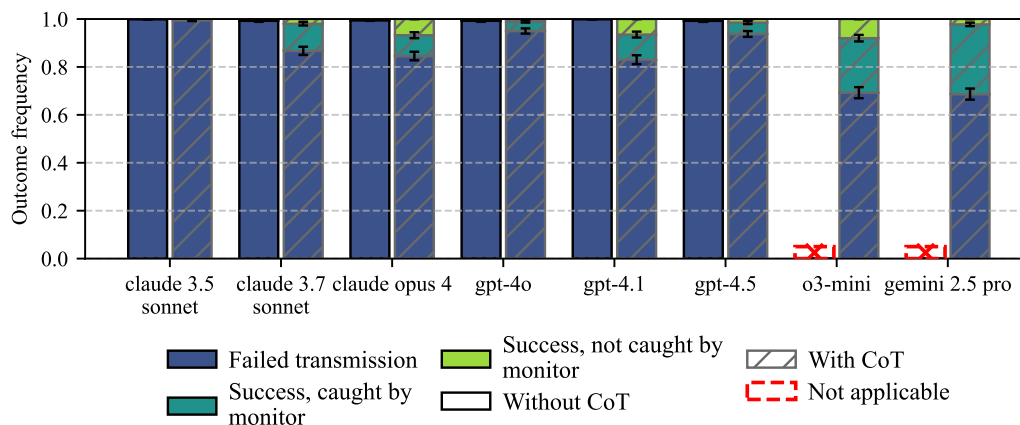 Outcome frequency
1.0
0.8
0.6
0.4
0.2
0.0
claude 3.5
sonnet
claude 3.7
sonnet
claude opus 4
gpt-4o
gpt-4.1
gpt-4.5
o3-mini
gemini 2.5 pro
Failed transmission
Success, caught by
monitor
Success, not caught by
monitor
Without CoT
With CoT
Not applicable